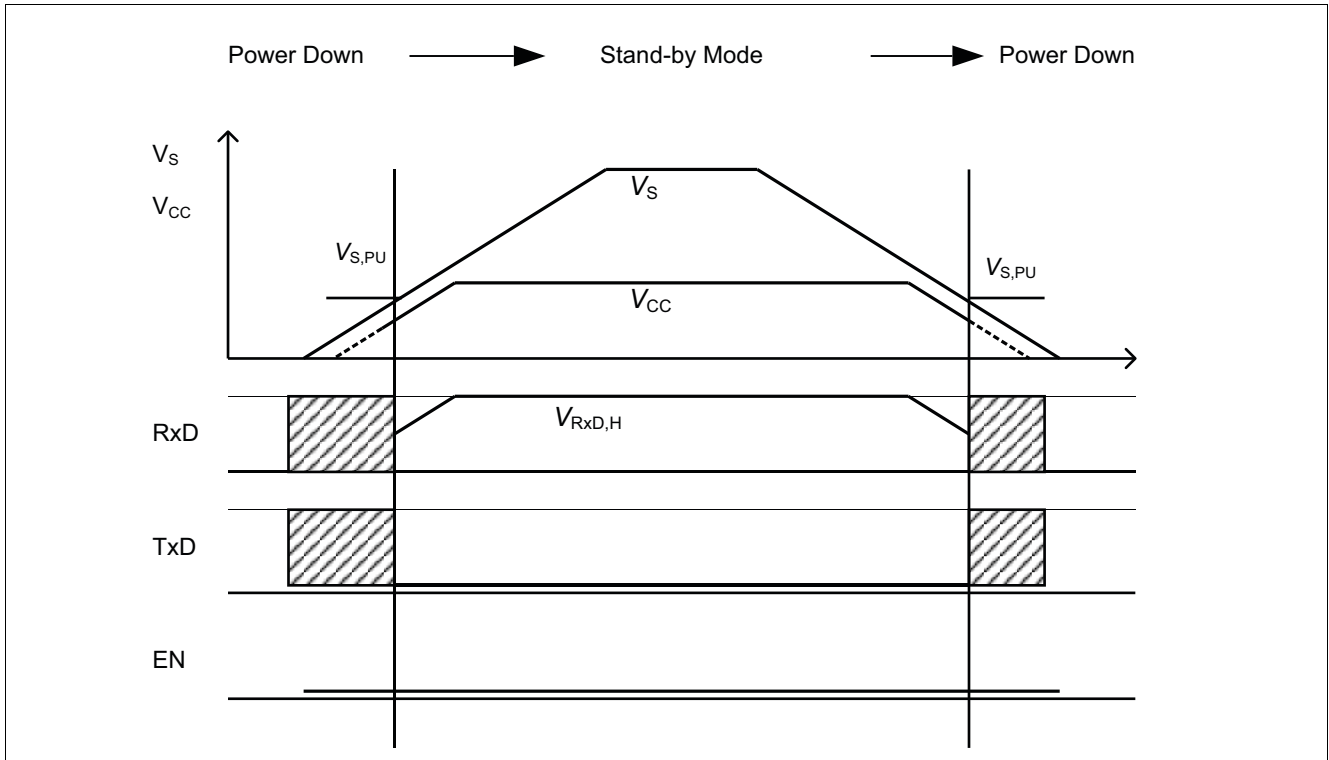 Power Down Stand-by Mode Power Down
VS
VS
VCC
VS,PU
VS,PU
VCC
RxD
VRxD,H
TxD
EN